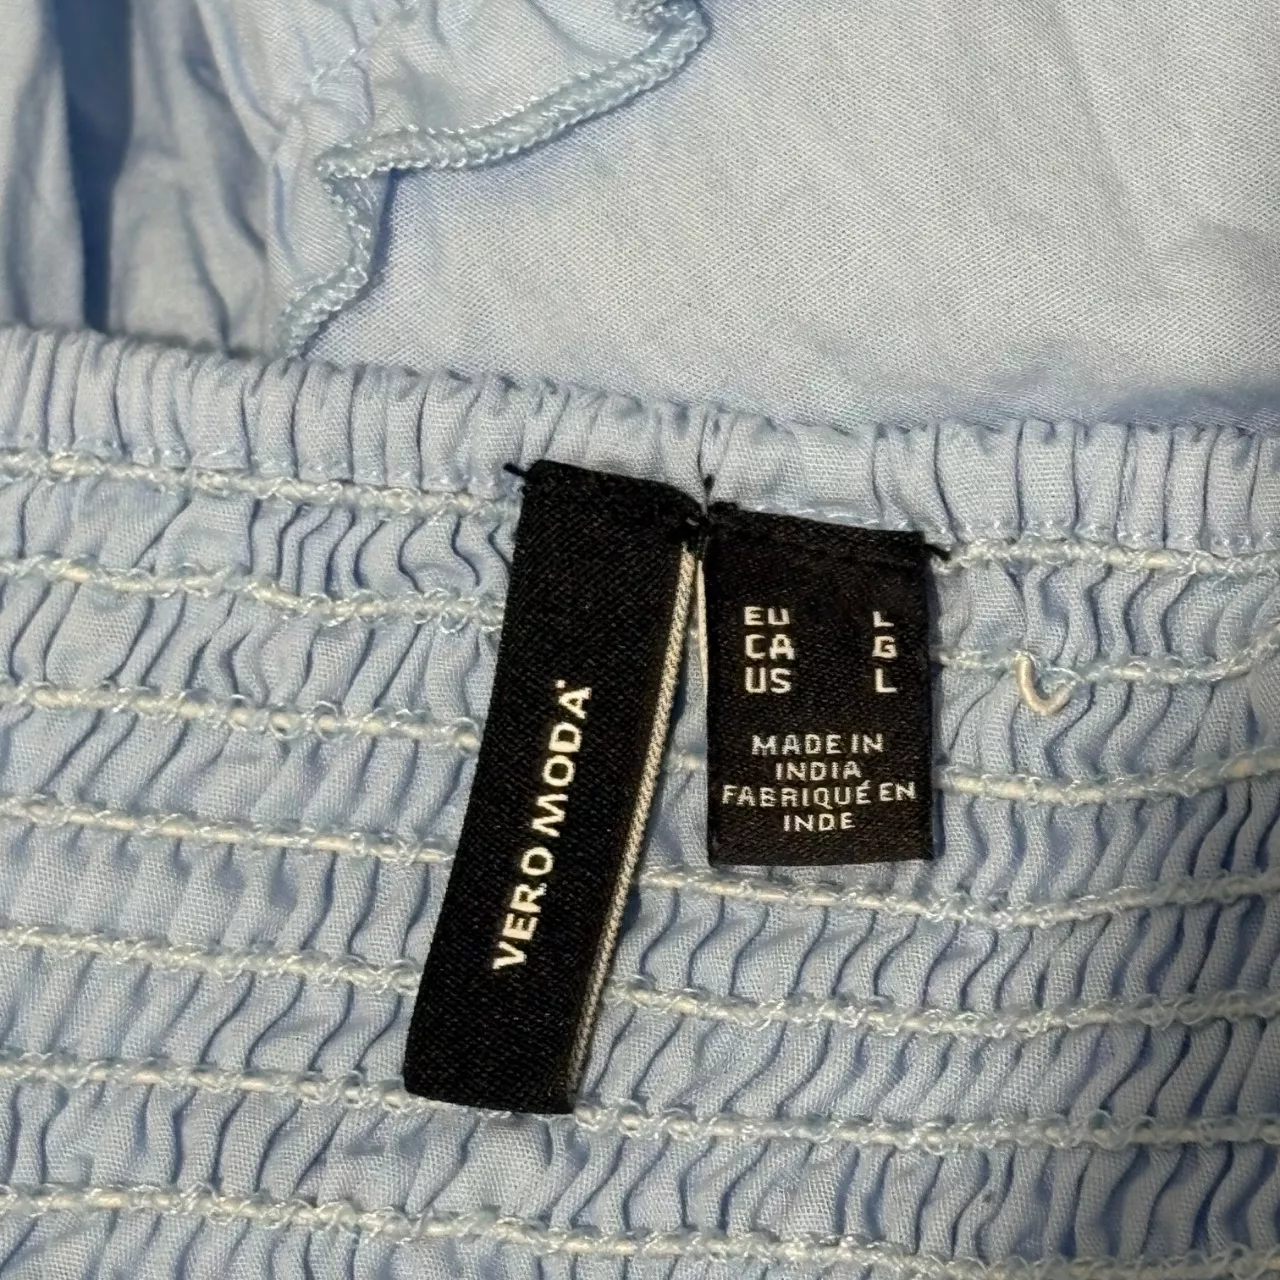 VERO MODA
EU L
CA G
US L
MADE IN
INDIA
FABRIQUÉ EN
INDE